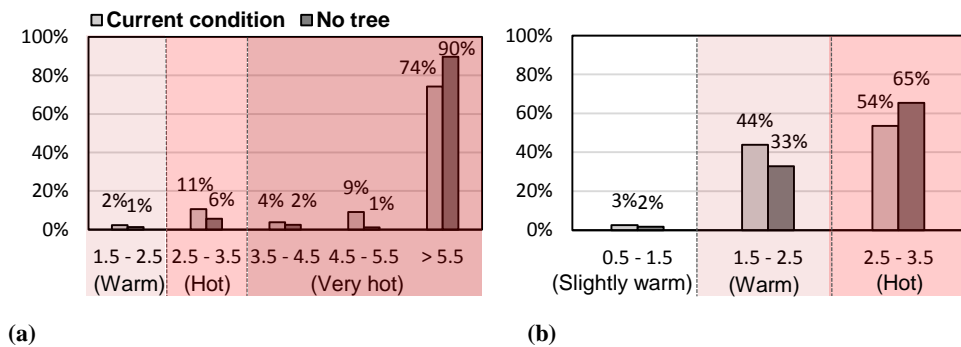 Current condition No tree
100%
80%
60%
40%
20%
0%
2% 1% 11% 6% 4% 2% 9% 1% 74% 90%
1.5 - 2.5 2.5 - 3.5 3.5 - 4.5 4.5 - 5.5 > 5.5
(Warm) (Hot) (Very hot)
(a)
100%
80%
60%
40%
20%
0%
3% 2% 44% 33% 54% 65%
0.5 - 1.5 1.5 - 2.5 2.5 - 3.5
(Slightly warm) (Warm) (Hot)
(b)